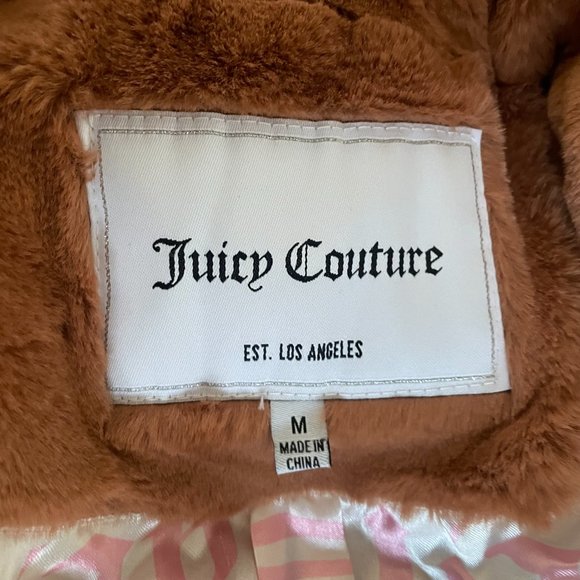 Juicy Couture
EST. LOS ANGELES
M
MADE IN
CHINA